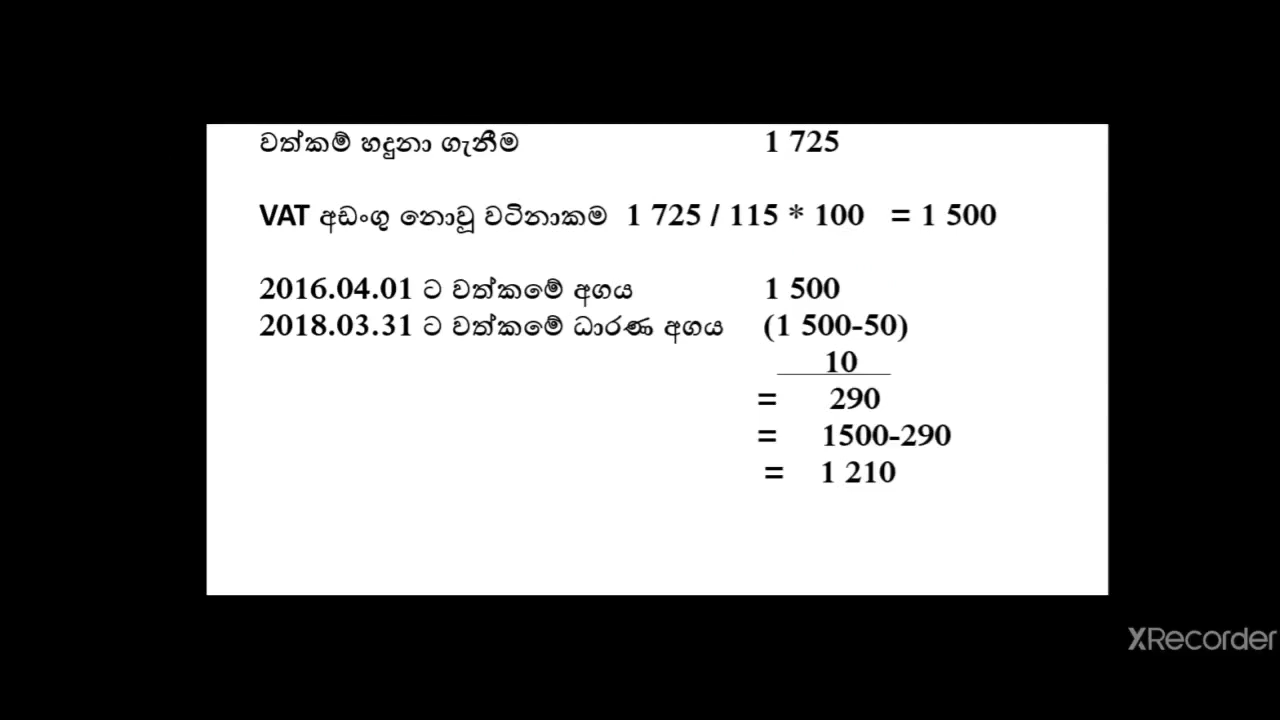 වත්කම් හදුනා ගැනීම 1 725
VAT අඩංගු නොවූ වටිනාකම 1 725 / 115 * 100 = 1 500
2016.04.01 ට වත්කමේ අගය 1 500
2018.03.31 ට වත්කමේ ධාරණ අගය (1 500-50)
10
= 290
= 1500-290
= 1 210
XRecorder